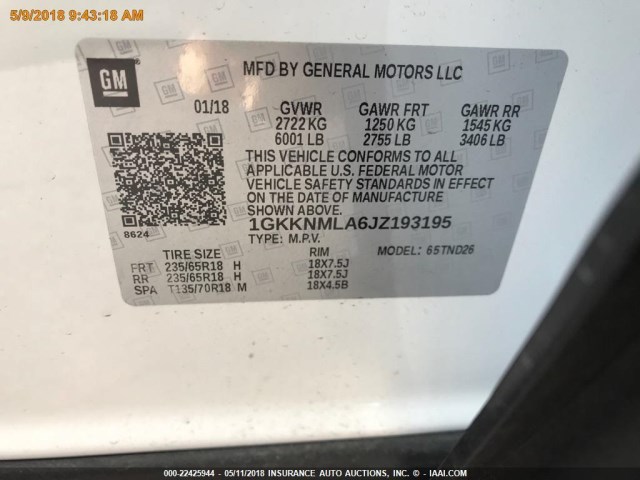 5/9/2018 9:43:18 AM
GM
MFD BY GENERAL MOTORS LLC
01/18 GVWR GAWR FRT GAWR RR
2722 KG 1250 KG 1545 KG
6001 LB 2755 LB 3406 LB
THIS VEHICLE CONFORMS TO ALL
APPLICABLE U.S. FEDERAL MOTOR
VEHICLE SAFETY STANDARDS IN EFFECT
ON THE DATE OF MANUFACTURE
SHOWN ABOVE.
8624
1GKKNMLA6JZ193195
TYPE: M.P.V. MODEL: 65TND26
TIRE SIZE RIM
FRT 235/65R18 H 18X7.5J
RR 235/65R18 H 18X7.5J
SPA T135/70R18 M 18X4.5B
000-22425944 - 05/11/2018 - INSURANCE AUTO AUCTIONS, INC. (C) - IAAI.COM